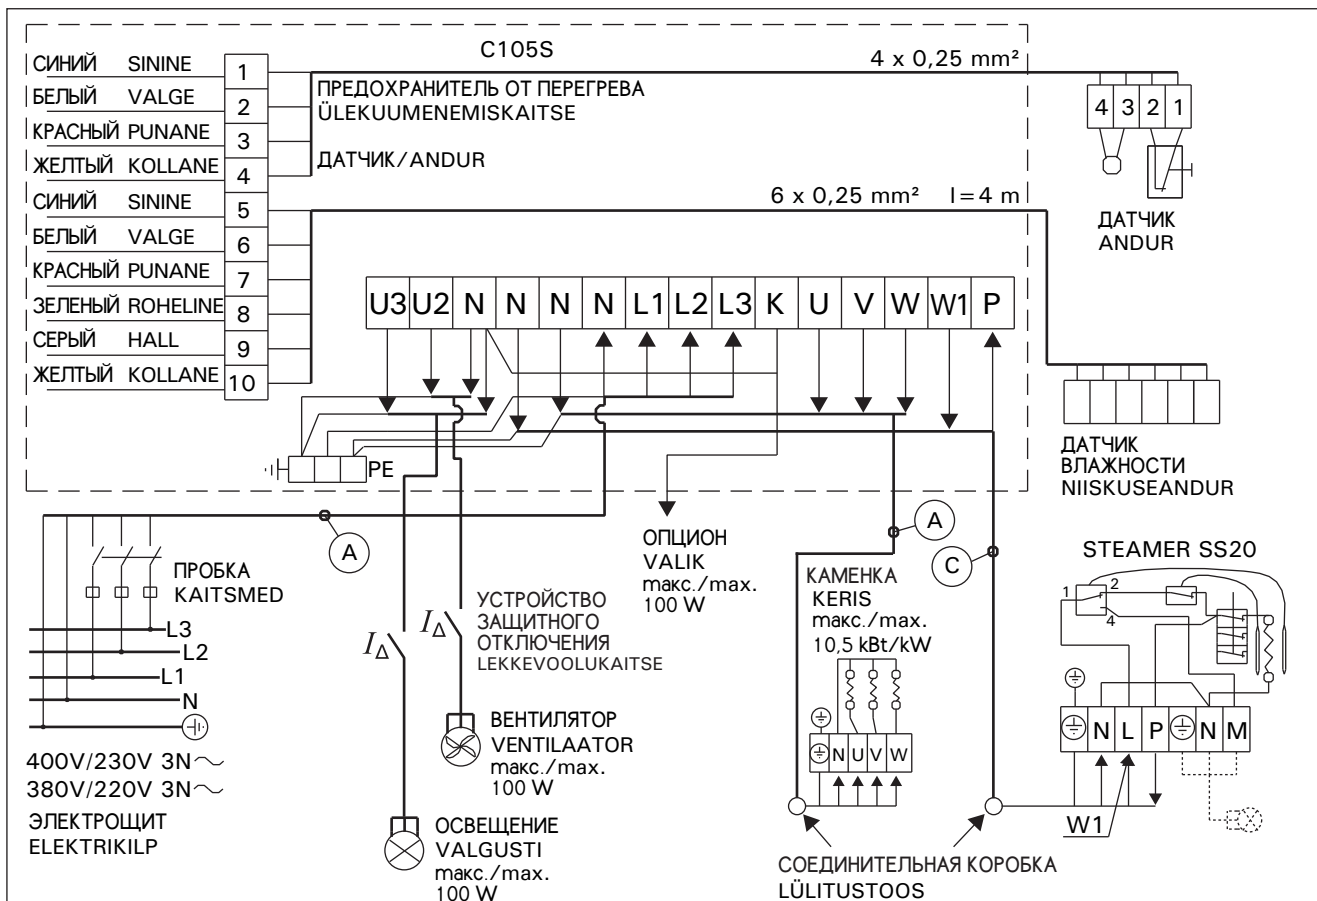 C105S
4 x 0,25 mm²
СИНИЙ SININE 1
БЕЛЫЙ VALGE 2
КРАСНЫЙ PUNANE 3
ЖЕЛТЫЙ KOLLANE 4
СИНИЙ SININE 5
БЕЛЫЙ VALGE 6
КРАСНЫЙ PUNANE 7
ЗЕЛЕНЫЙ ROHELINE 8
СЕРЫЙ HALL 9
ЖЕЛТЫЙ KOLLANE 10
ПРЕДОХРАНИТЕЛЬ ОТ ПЕРЕГРЕВА
ÜLEKUUMENEMISKAITSE
ДАТЧИК/ANDUR
4 3 2 1
ДАТЧИК
ANDUR
6 x 0,25 mm² l=4 m
U3 U2 N N N N L1 L2 L3 K U V W W1 P
PE
ДАТЧИК
ВЛАЖНОСТИ
NIISKUSEANDUR
A
ПРОБКА
KAITSMED
L3
L2
L1
N
400V/230V 3N~
380V/220V 3N~
ЭЛЕКТРОЩИТ
ELEKTRIKILP
IΔ
IΔ
УСТРОЙСТВО
ЗАЩИТНОГО
ОТКЛЮЧЕНИЯ
LEKKEVOOLUKAITSE
ВЕНТИЛЯТОР
VENTILAATOR
макс./max.
100 W
ОСВЕЩЕНИЕ
VALGUSTI
макс./max.
100 W
ОПЦИОН
VALIK
макс./max.
100 W
A
C
КАМЕНКА
KERIS
макс./max.
10,5 kBt/kW
N U V W
STEAMER SS20
1 2
4
N L P N M
W1
СОЕДИНИТЕЛЬНАЯ КОРОБКА
LÜLITUSTOOS